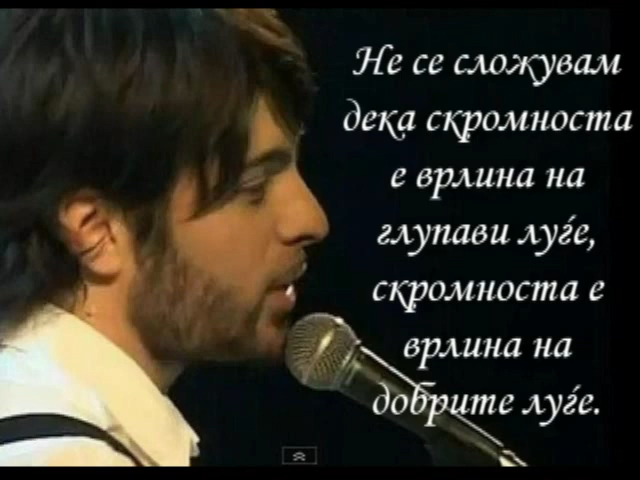 Не се сложувам
дека скромноста
е врлина на
глупави луѓе,
скромноста е
врлина на
добрите луѓе.